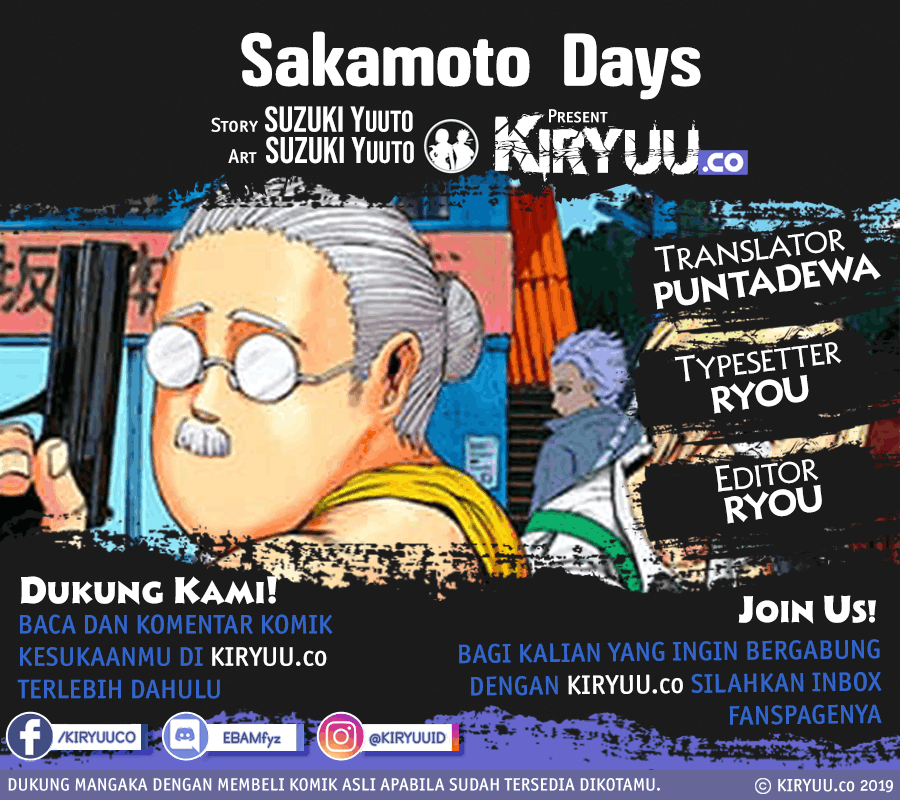 Sakamoto Days
STORY SUZUKI YUUTO
ART SUZUKI YUUTO
PRESENT
KIRYUU.CO
坂本
TRANSLATOR
PUNTADEWA
TYPESETTER
RYOU
EDITOR
RYOU
DUKUNG KAMI!
BACA DAN KOMENTAR KOMIK
KESUKAANMU DI KIRYUU.co
TERLEBIH DAHULU
JOIN US!
BAGI KALIAN YANG INGIN BERGABUNG
DENGAN KIRYUU.co SILAHKAN INBOX
FANSPAGENYA
/KIRYUUCO
EBAMfyz
@KIRYUUID
DUKUNG MANGAKA DENGAN MEMBELI KOMIK ASLI APABILA SUDAH TERSEDIA DIKOTAMU.
© KIRYUU.co 2019